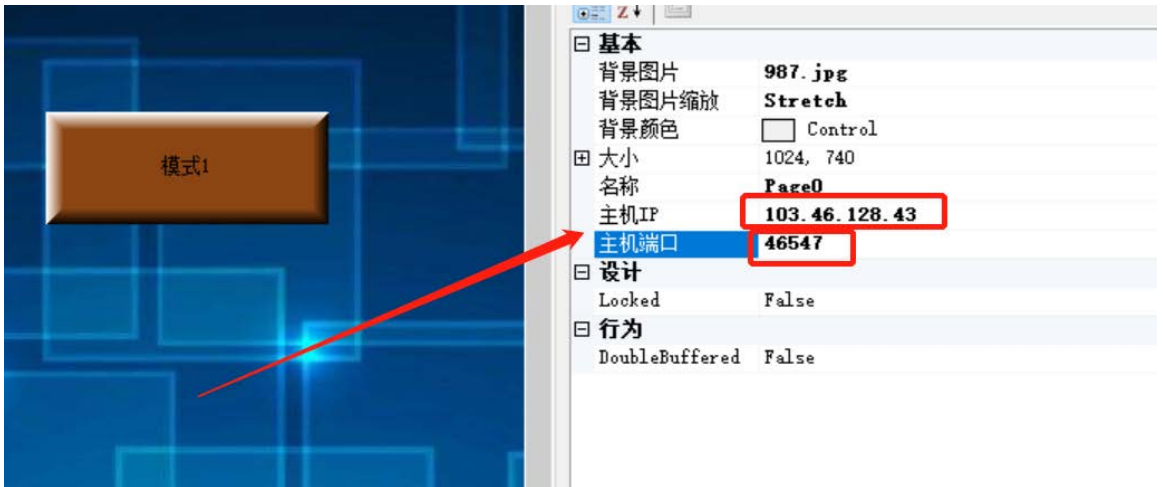 模式1
基本
背景图片 987.jpg
背景图片缩放 Stretch
背景颜色 Control
大小 1024, 740
名称 Page0
主机IP 103.46.128.43
主机端口 46547
设计
Locked False
行为
DoubleBuffered False